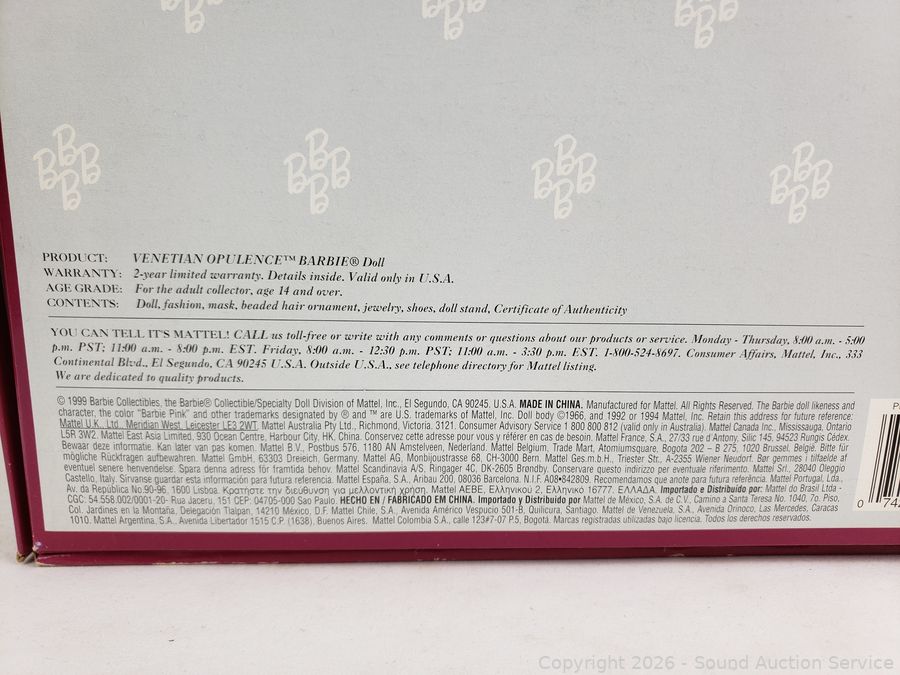 B B B B
B B B B
B B B B
B B B B
PRODUCT: VENETIAN OPULENCE™ BARBIE® Doll
WARRANTY: 2-year limited warranty. Details inside. Valid only in U.S.A.
AGE GRADE: For the adult collector, age 14 and over.
CONTENTS: Doll, fashion, mask, beaded hair ornament, jewelry, shoes, doll stand, Certificate of Authenticity
YOU CAN TELL IT'S MATTEL! CALL us toll-free or write with any comments or questions about our products or service. Monday - Thursday, 8:00 a.m. - 5:00
p.m. PST; 11:00 a.m. - 8:00 p.m. EST. Friday, 8:00 a.m. - 12:30 p.m. PST; 11:00 a.m. - 3:30 p.m. EST. 1-800-524-8697. Consumer Affairs, Mattel, Inc., 333
Continental Blvd., El Segundo, CA 90245 U.S.A. Outside U.S.A., see telephone directory for Mattel listing.
We are dedicated to quality products.
© 1999 Barbie Collectibles, the Barbie® Collectible/Specialty Doll Division of Mattel, Inc., El Segundo, CA 90245. U.S.A. MADE IN CHINA. Manufactured for Mattel. All Rights Reserved. The Barbie doll likeness and
character, the color "Barbie Pink" and other trademarks designated by ® and ™ are U.S. trademarks of Mattel, Inc. Doll body ©1966, and 1992 and 1994 Mattel, Inc. Retain this address for future reference:
Mattel U.K., Ltd., Meridian West, Leicester LE3 2WT. Mattel Australia Pty Ltd., Richmond, Victoria. 3121. Consumer Advisory Service 1 800 800 812 (valid only in Australia). Mattel Canada Inc., Mississauga, Ontario
L5R 3W2. Mattel East Asia Limited, 930 Ocean Centre, Harbour City, HK, China. Conservez cette adresse pour vous y référer en cas de besoin. Mattel France, S.A., 27/33 rue d'Antony, Silic 145, 94523 Rungis Cédex.
Bewaar deze informatie. Kan later van pas komen. Mattel B.V., Postbus 576, 1180 AN Amstelveen, Nederland. Mattel Belgium, Trade Mart, Atomiumsquare, Bogota 202 – B 275, 1020 Brussel, België. Bitte für
mögliche Rückfragen aufbewahren. Mattel GmbH, 63303 Dreieich, Germany. Mattel AG, Monbijoustrasse 68, CH-3000 Bern. Mattel Ges.m.b.H., Triester Str., A-2355 Wiener Neudorf. Bør gemmes i tilfælde af
eventuel senere henvendelse. Spara denna adress för framtida behov. Mattel Scandinavia A/S, Ringager 4C, DK-2605 Brøndby. Conservare questo indirizzo per eventuale riferimento. Mattel Srl., 28040 Oleggio
Castello, Italy. Sirvanse guardar esta información para futura referencia. Mattel España, S.A., Aribau 200, 08036 Barcelona. N.I.F. A08•842809. Recomendamos que anote para futura referência. Mattel Portugal, Lda.,
Av. da República No.90-96, 1600 Lisboa. Κρατήστε την διεύθυνση για μελλοντική χρήση. Mattel AEBE, Ελληνικού 2, Ελληνικό 16777. ΕΛΛΑΔΑ. Importado e Distribuido por : Mattel do Brasil Ltda -
CGC: 54.558.002/0001-20- Rua Jaceru, 151 CEP: 04705-000 Sao Paulo. HECHO EN / FABRICADO EM CHINA. Importado y Distribuido por Mattel de México, S.A. de C.V., Camino a Santa Teresa No. 1040, 7o. Piso,
Col. Jardines en la Montaña, Delegación Tlalpan, 14210 México, D.F. Mattel Chile, S.A., Avenida Américo Vespucio 501-B, Quilicura, Santiago. Mattel de Venezuela, S.A., Avenida Orinoco, Las Mercedes, Caracas
1010. Mattel Argentina, S.A., Avenida Libertador 1515 C.P. (1638), Buenos Aires. Mattel Colombia S.A., calle 123#7-07 P.5, Bogotá. Marcas registradas utilizadas bajo licencia. Todos los derechos reservados.
0 74
Copyright 2026 - Sound Auction Service